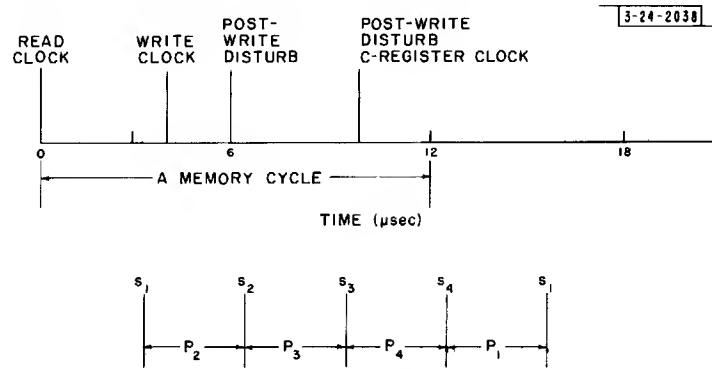 3-24-2038
READ
CLOCK
WRITE
CLOCK
POST-
WRITE
DISTURB
POST-WRITE
DISTURB
C-REGISTER CLOCK
0
6
12
18
A MEMORY CYCLE
TIME (μsec)
s₁ s₂ s₃ s₄ s₁
P₂ P₃ P₄ P₁